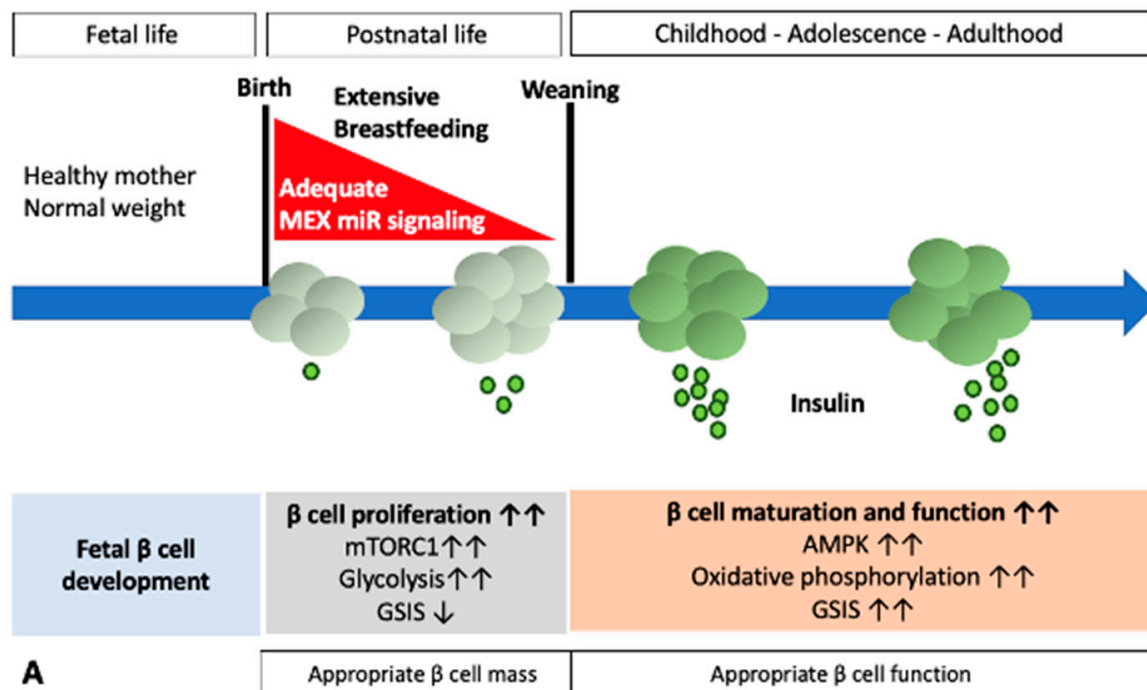 Fetal life
Postnatal life
Childhood - Adolescence - Adulthood
Birth
Extensive
Breastfeeding
Weaning
Healthy mother
Normal weight
Adequate
MEX miR signaling
Insulin
Fetal β cell
development
β cell proliferation ↑↑
mTORC1↑↑
Glycolysis↑↑
GSIS ↓
β cell maturation and function ↑↑
AMPK ↑↑
Oxidative phosphorylation ↑↑
GSIS ↑↑
A
Appropriate β cell mass
Appropriate β cell function